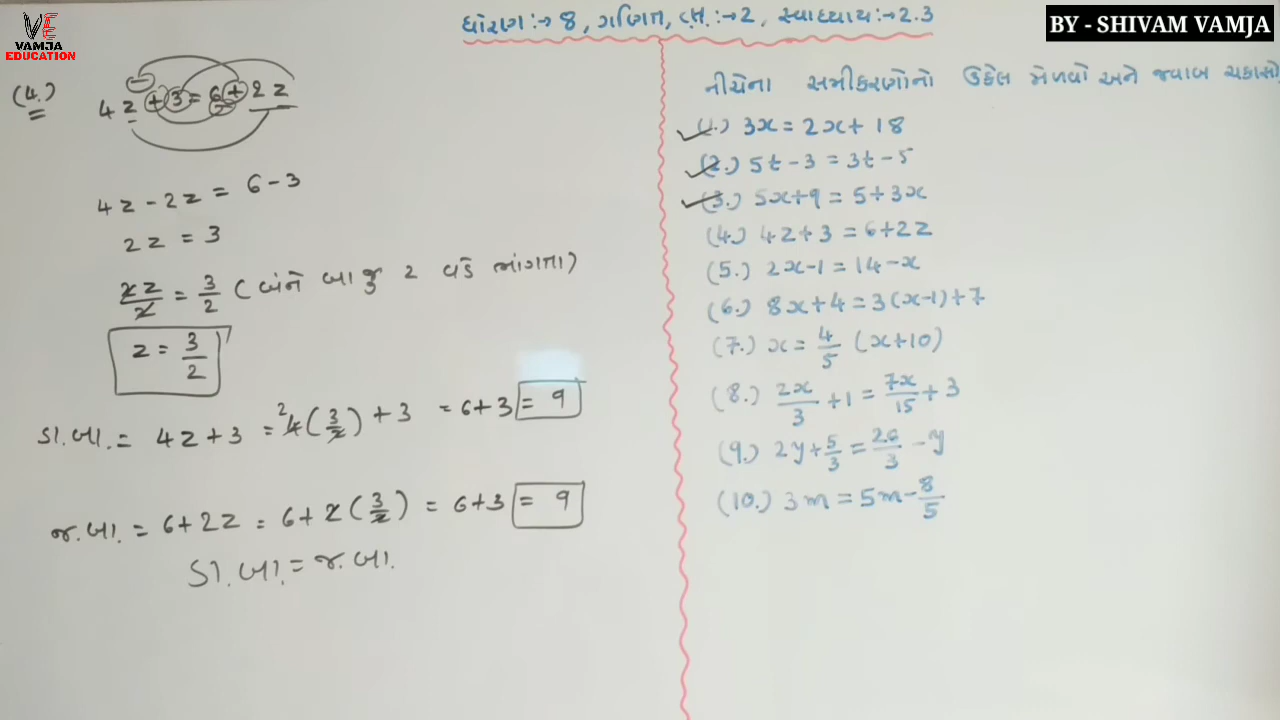 VAMJA
EDUCATION
BY - SHIVAM VAMJA
ધોરણ:→ 8, ગણિત, પ્ર.:→2, સ્વાધ્યાય:→2.3
(4.)
4z + 3 = 6 + 2z
4z - 2z = 6 - 3
2z = 3
2z/2 = 3/2 (બંને બાજુ 2 વડે ભાંગતા)
z = 3/2
ડા.બા. = 4z + 3 = 4(3/2) + 3 = 6+3 = 9
જ.બા. = 6+2z = 6+2(3/2) = 6+3 = 9
ડા.બા. = જ.બા.
નીચેના સમીકરણોનો ઉકેલ મેળવો અને જવાબ ચકાસો
(1.) 3x = 2x + 18
(2.) 5t - 3 = 3t - 5
(3.) 5x+9 = 5+3x
(4.) 4z+3 = 6+2z
(5.) 2x-1 = 14-x
(6.) 8x+4 = 3(x-1)+7
(7.) x = 4/5 (x+10)
(8.) 2x/3 + 1 = 7x/15 + 3
(9.) 2y + 5/3 = 26/3 - y
(10.) 3m = 5m - 8/5